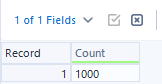 1 of 1 Fields
Record Count
1 1000